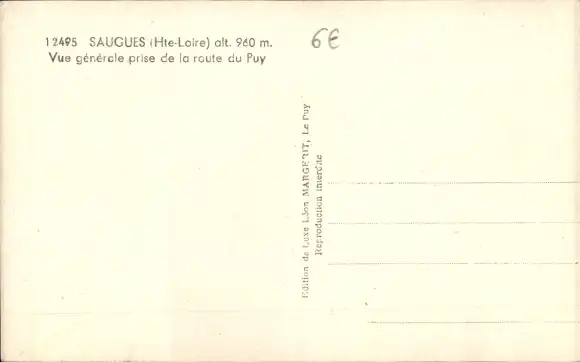 12495 SAUGUES (Hte-Loire) alt. 960 m.
Vue générale prise de la route du Puy
6€
Edition de Luxe Léon MARGERIT, Le Puy
Reproduction interdite